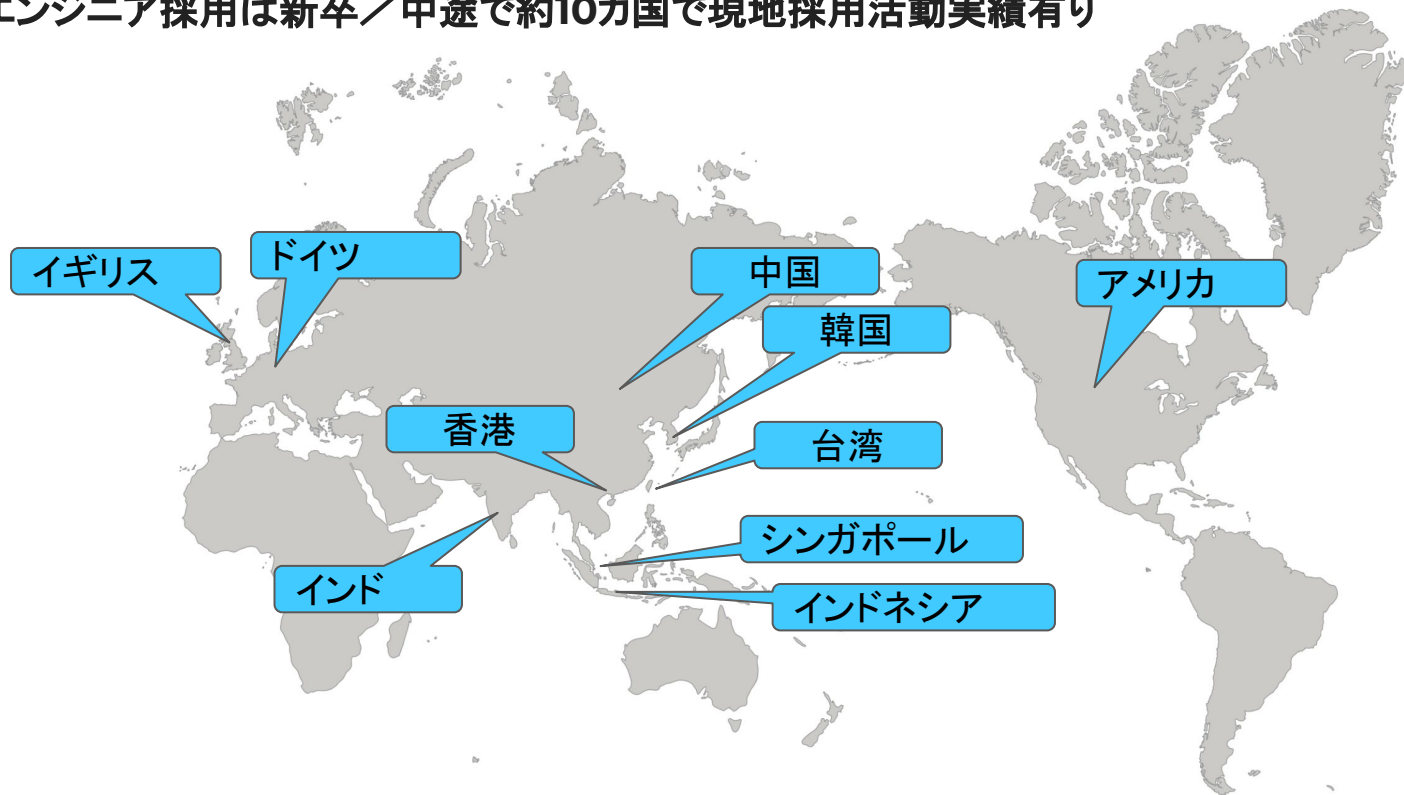 エンジニア採用は新卒／中途で約10カ国で現地採用活動実績有り
イギリス
ドイツ
中国
アメリカ
韓国
香港
台湾
シンガポール
インド
インドネシア